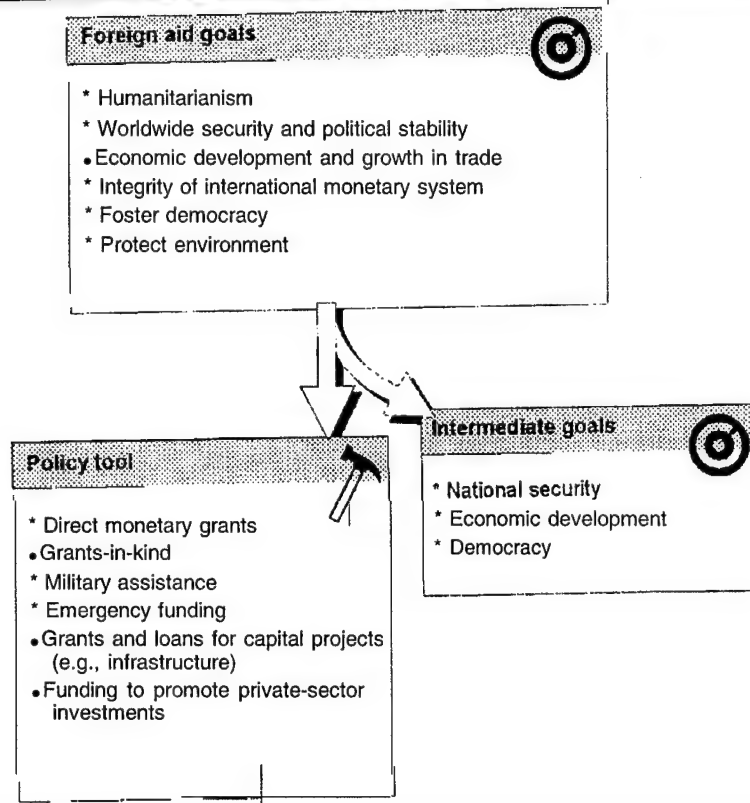 Foreign aid goals
* Humanitarianism
* Worldwide security and political stability
• Economic development and growth in trade
* Integrity of international monetary system
* Foster democracy
* Protect environment
Policy tool
* Direct monetary grants
• Grants-in-kind
* Military assistance
* Emergency funding
• Grants and loans for capital projects
(e.g., infrastructure)
• Funding to promote private-sector
investments
Intermediate goals
* National security
* Economic development
* Democracy